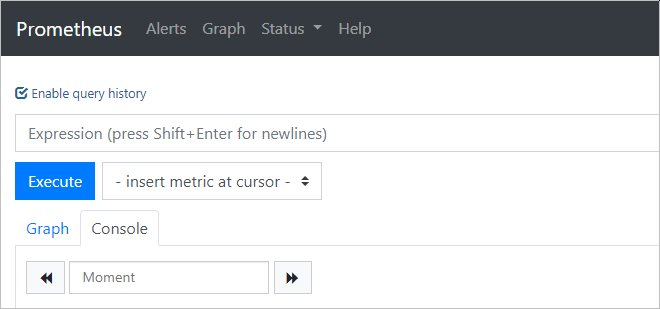 Prometheus Alerts Graph Status Help
Enable query history
Expression (press Shift+Enter for newlines)
Execute - insert metric at cursor -
Graph Console
Moment